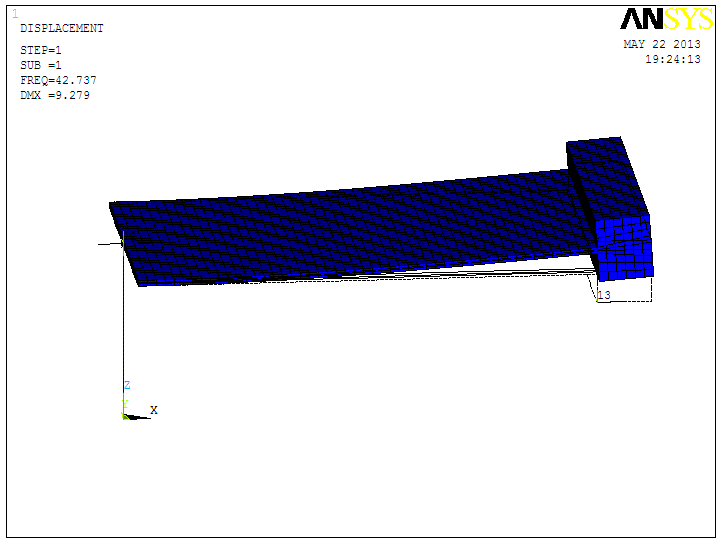 1
DISPLACEMENT
STEP=1
SUB =1
FREQ=42.737
DMX =9.279
ANSYS
MAY 22 2013
19:24:13
13
Z
Y
X